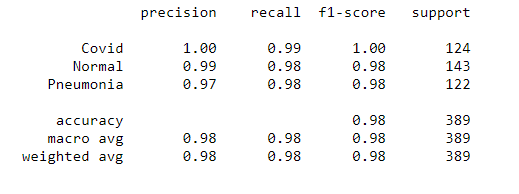 precision recall f1-score support
Covid 1.00 0.99 1.00 124
Normal 0.99 0.98 0.98 143
Pneumonia 0.97 0.98 0.98 122
accuracy 0.98 389
macro avg 0.98 0.98 0.98 389
weighted avg 0.98 0.98 0.98 389